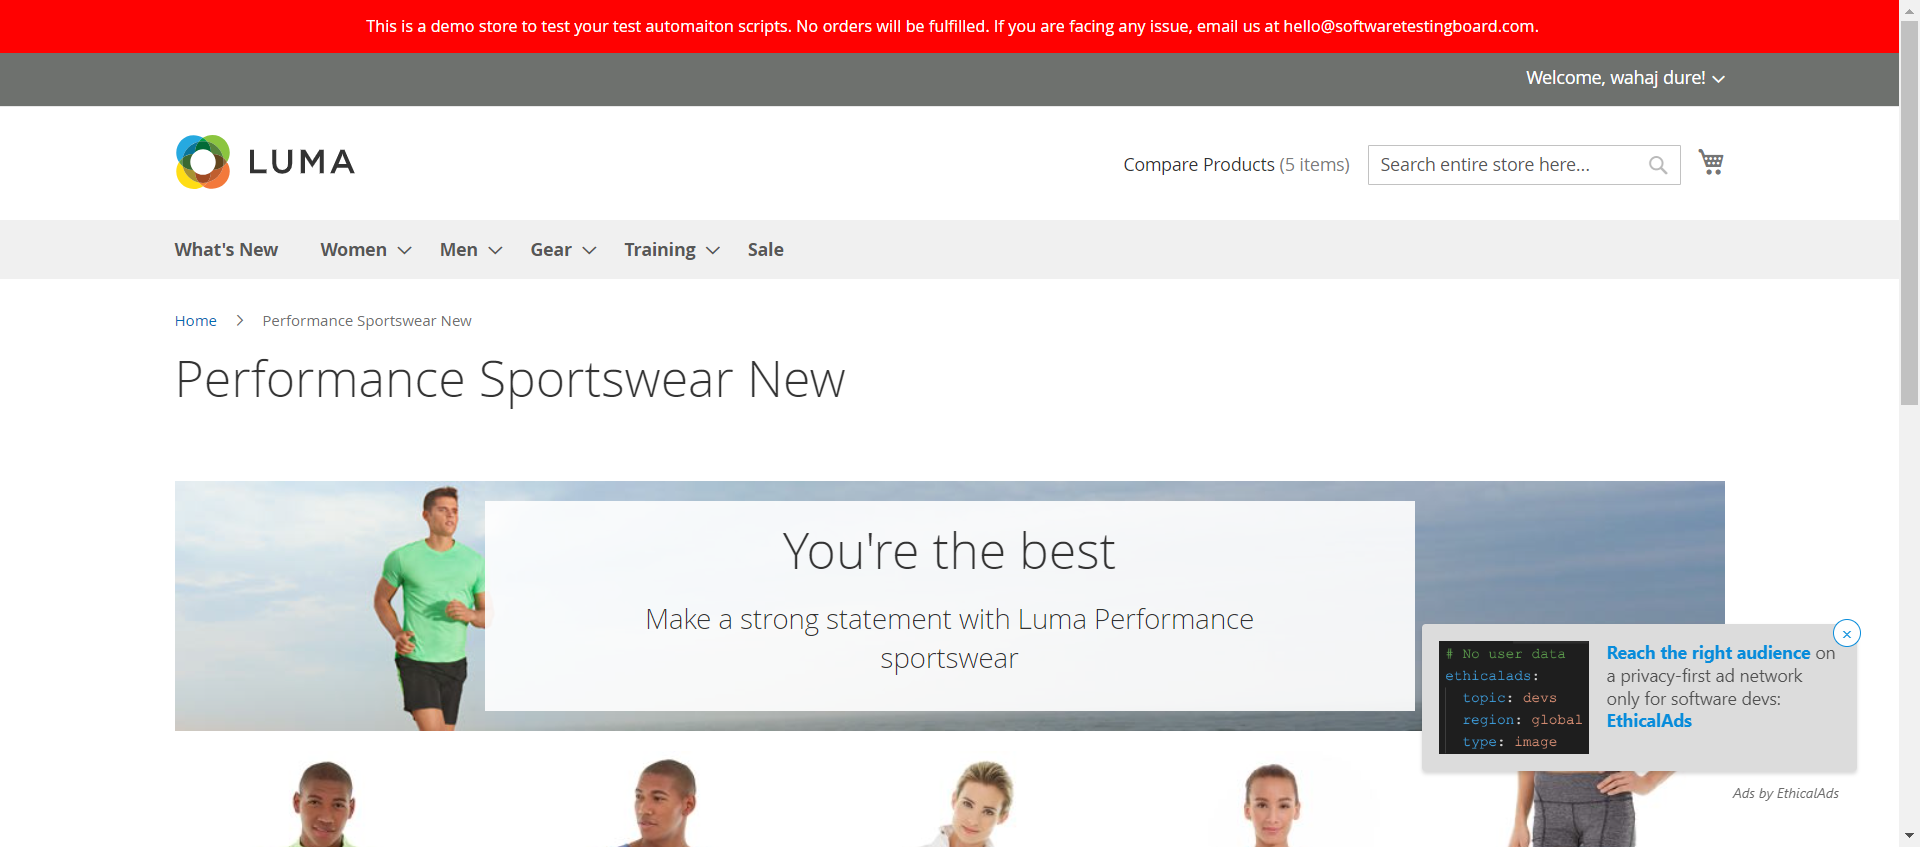 This is a demo store to test your test automaiton scripts. No orders will be fulfilled. If you are facing any issue, email us at hello@softwaretestingboard.com.
Welcome, wahaj dure!
LUMA
Compare Products (5 items)
Search entire store here...
What's New
Women
Men
Gear
Training
Sale
Home
Performance Sportswear New
Performance Sportswear New
You're the best
Make a strong statement with Luma Performance
sportswear
# No user data
ethicalads:
topic: devs
region: global
type: image
Reach the right audience on
a privacy-first ad network
only for software devs:
EthicalAds
Ads by EthicalAds